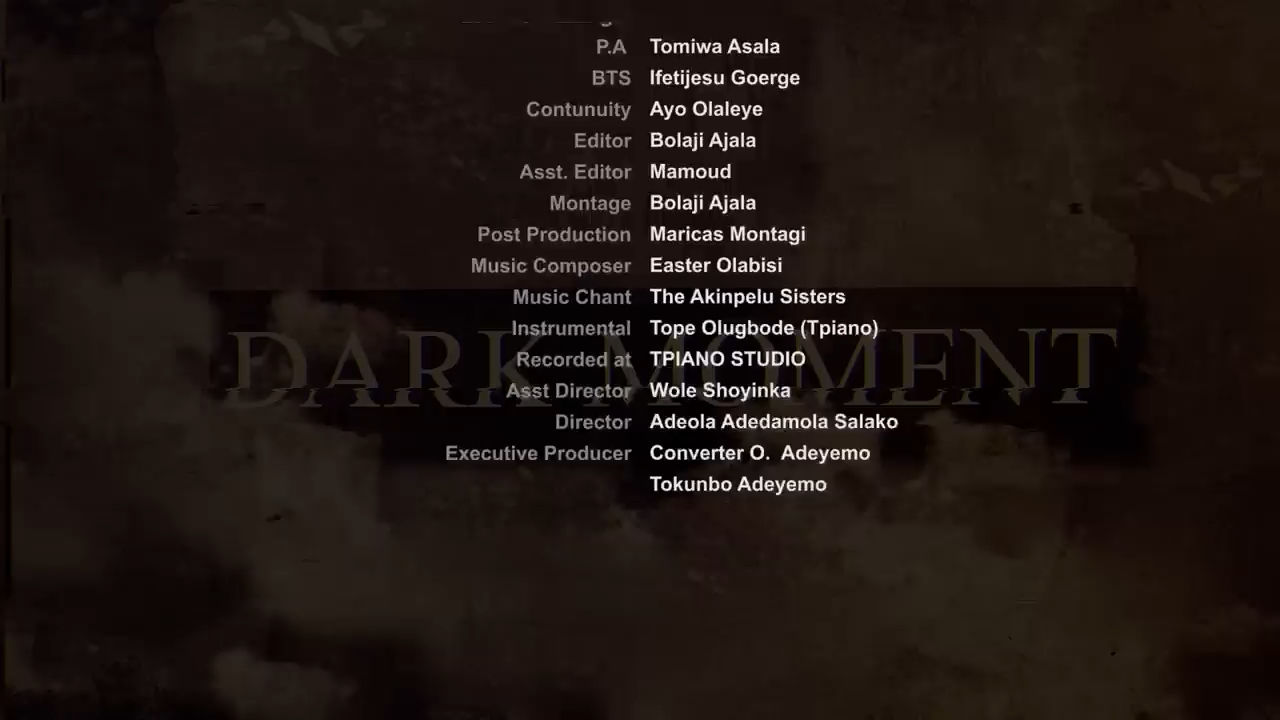 P.A Tomiwa Asala
BTS Ifetijesu Goerge
Contunuity Ayo Olaleye
Editor Bolaji Ajala
Asst. Editor Mamoud
Montage Bolaji Ajala
Post Production Maricas Montagi
Music Composer Easter Olabisi
Music Chant The Akinpelu Sisters
Instrumental Tope Olugbode (Tpiano)
Recorded at TPIANO STUDIO
DARK MOMENT
Asst Director Wole Shoyinka
Director Adeola Adedamola Salako
Executive Producer Converter O. Adeyemo
Tokunbo Adeyemo